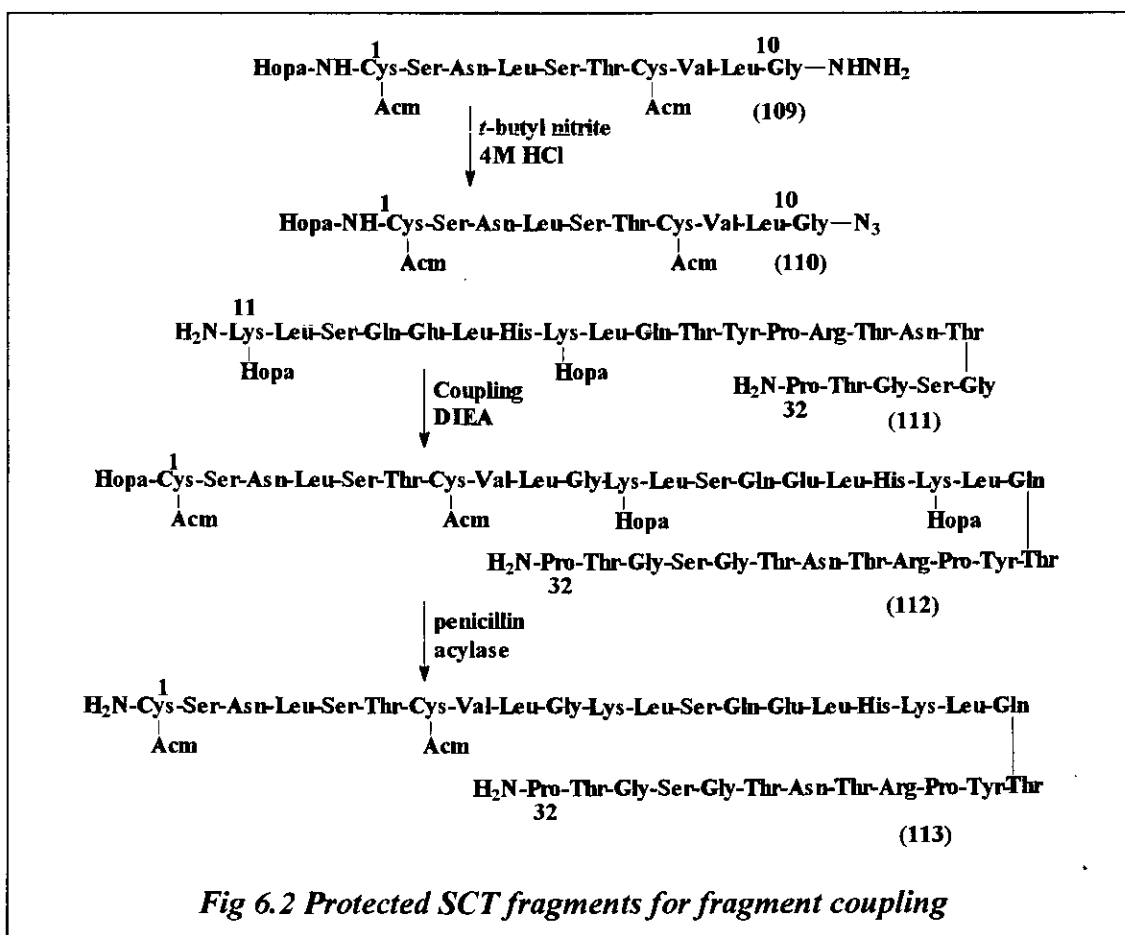 1 10
Hopa-NH-Cys-Ser-Asn-Leu-Ser-Thr-Cys-Val-Leu-Gly—NHNH₂
Acm Acm (109)
t-butyl nitrite
4M HCl
1 10
Hopa-NH-Cys-Ser-Asn-Leu-Ser-Thr-Cys-Val-Leu-Gly—N₃
Acm Acm (110)
11
H₂N-Lys-Leu-Ser-Gln-Glu-Leu-His-Lys-Leu-Gln-Thr-Tyr-Pro-Arg-Thr-Asn-Thr
Hopa Hopa
H₂N-Pro-Thr-Gly-Ser-Gly
32 (111)
Coupling
DIEA
1
Hopa-Cys-Ser-Asn-Leu-Ser-Thr-Cys-Val-Leu-Gly-Lys-Leu-Ser-Gln-Glu-Leu-His-Lys-Leu-Gln
Acm Acm Hopa Hopa
H₂N-Pro-Thr-Gly-Ser-Gly-Thr-Asn-Thr-Arg-Pro-Tyr-Thr
32 (112)
penicillin
acylase
1
H₂N-Cys-Ser-Asn-Leu-Ser-Thr-Cys-Val-Leu-Gly-Lys-Leu-Ser-Gln-Glu-Leu-His-Lys-Leu-Gln
Acm Acm
H₂N-Pro-Thr-Gly-Ser-Gly-Thr-Asn-Thr-Arg-Pro-Tyr-Thr
32 (113)
Fig 6.2 Protected SCT fragments for fragment coupling